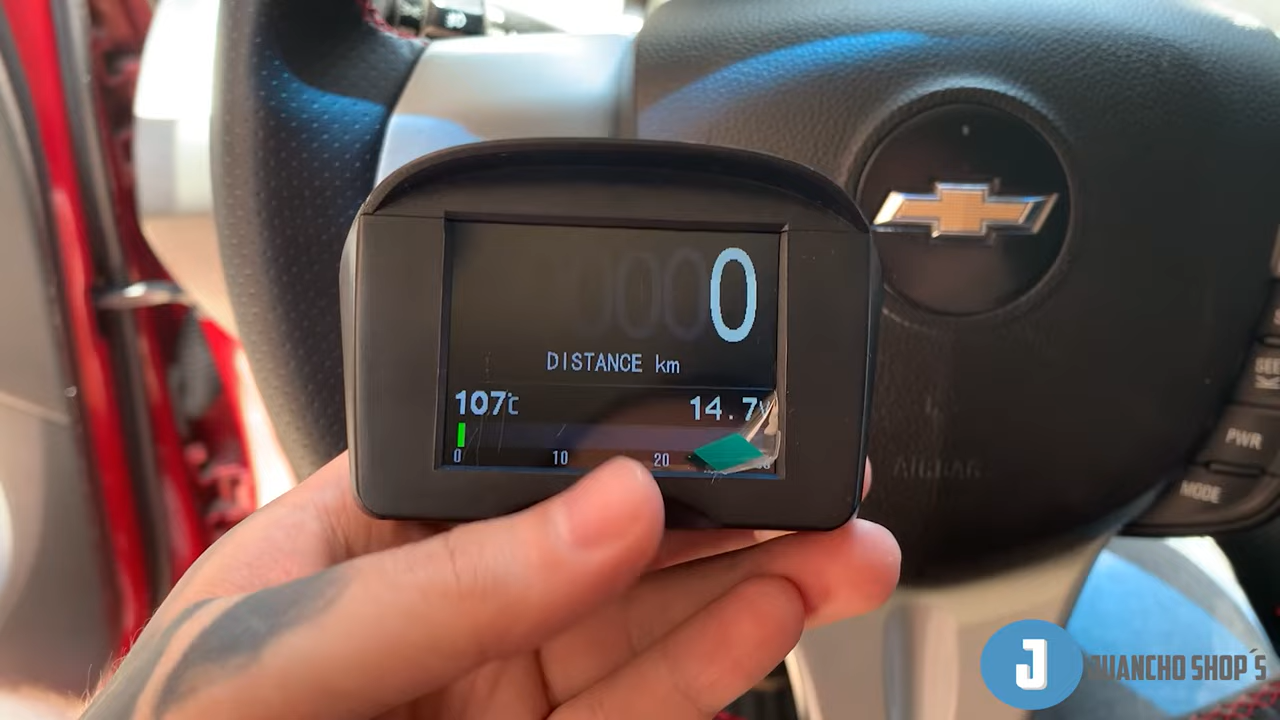 0
DISTANCE km
107°C 14.7V
0 10 20
PWR
MODE
AIRBAG
J JUANCHO SHOP´S